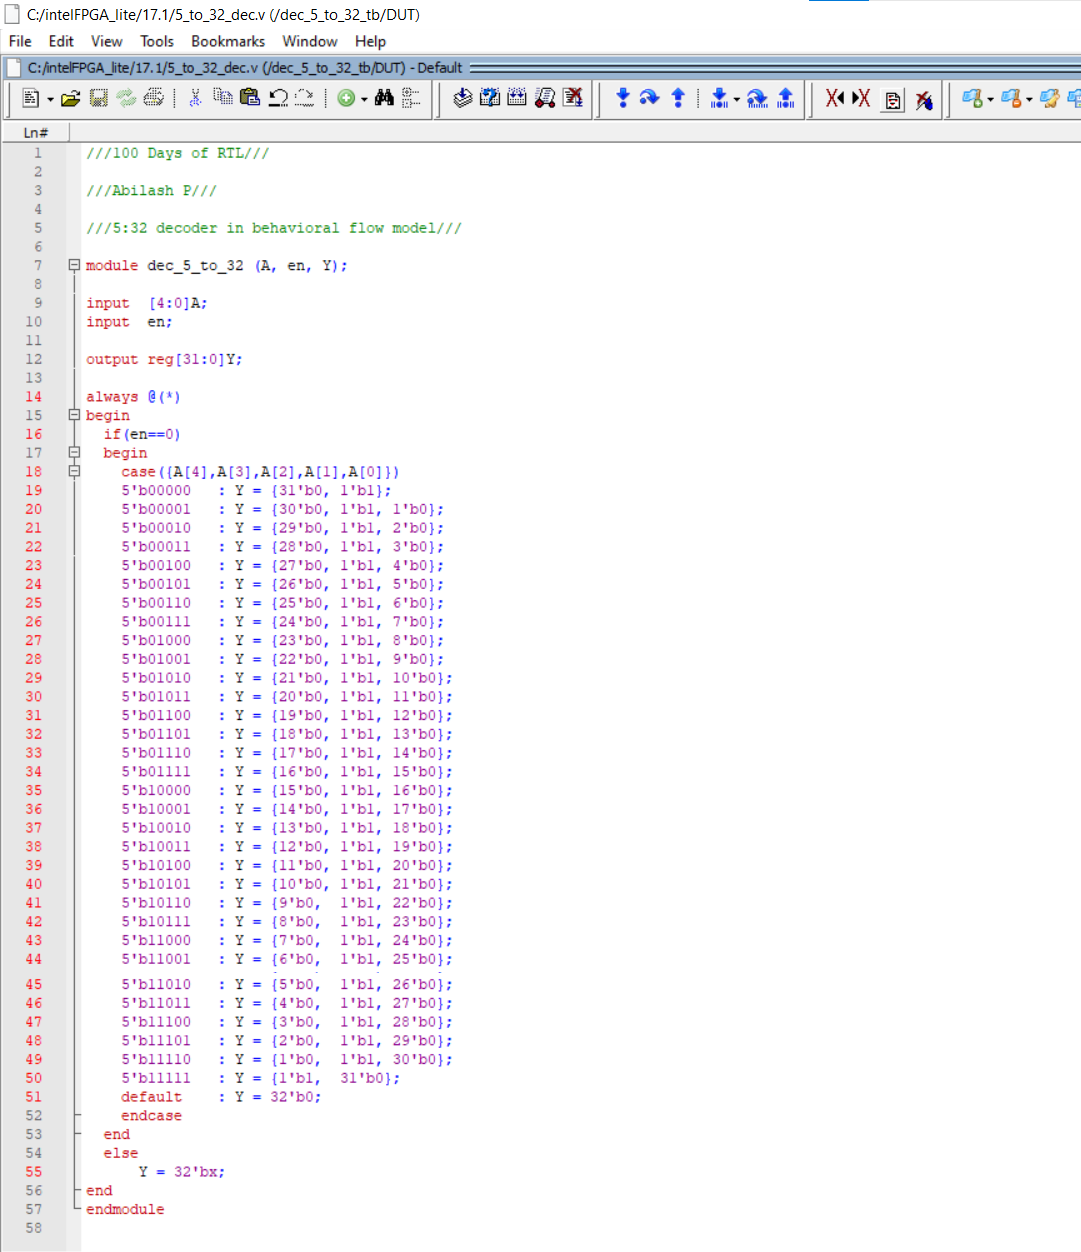 C:/intelFPGA_lite/17.1/5_to_32_dec.v (/dec_5_to_32_tb/DUT)
File Edit View Tools Bookmarks Window Help
C:/intelFPGA_lite/17.1/5_to_32_dec.v (/dec_5_to_32_tb/DUT) - Default
Ln#
1 ///100 Days of RTL///
2
3 ///Abilash P///
4
5 ///5:32 decoder in behavioral flow model///
6
7 module dec_5_to_32 (A, en, Y);
8
9 input  [4:0]A;
10 input  en;
11
12 output reg[31:0]Y;
13
14 always @(*)
15 begin
16 if(en==0)
17 begin
18 case({A[4],A[3],A[2],A[1],A[0]})
19 5'b00000   : Y = {31'b0, 1'b1};
20 5'b00001   : Y = {30'b0, 1'b1, 1'b0};
21 5'b00010   : Y = {29'b0, 1'b1, 2'b0};
22 5'b00011   : Y = {28'b0, 1'b1, 3'b0};
23 5'b00100   : Y = {27'b0, 1'b1, 4'b0};
24 5'b00101   : Y = {26'b0, 1'b1, 5'b0};
25 5'b00110   : Y = {25'b0, 1'b1, 6'b0};
26 5'b00111   : Y = {24'b0, 1'b1, 7'b0};
27 5'b01000   : Y = {23'b0, 1'b1, 8'b0};
28 5'b01001   : Y = {22'b0, 1'b1, 9'b0};
29 5'b01010   : Y = {21'b0, 1'b1, 10'b0};
30 5'b01011   : Y = {20'b0, 1'b1, 11'b0};
31 5'b01100   : Y = {19'b0, 1'b1, 12'b0};
32 5'b01101   : Y = {18'b0, 1'b1, 13'b0};
33 5'b01110   : Y = {17'b0, 1'b1, 14'b0};
34 5'b01111   : Y = {16'b0, 1'b1, 15'b0};
35 5'b10000   : Y = {15'b0, 1'b1, 16'b0};
36 5'b10001   : Y = {14'b0, 1'b1, 17'b0};
37 5'b10010   : Y = {13'b0, 1'b1, 18'b0};
38 5'b10011   : Y = {12'b0, 1'b1, 19'b0};
39 5'b10100   : Y = {11'b0, 1'b1, 20'b0};
40 5'b10101   : Y = {10'b0, 1'b1, 21'b0};
41 5'b10110   : Y = {9'b0,  1'b1, 22'b0};
42 5'b10111   : Y = {8'b0,  1'b1, 23'b0};
43 5'b11000   : Y = {7'b0,  1'b1, 24'b0};
44 5'b11001   : Y = {6'b0,  1'b1, 25'b0};
45 5'b11010   : Y = {5'b0,  1'b1, 26'b0};
46 5'b11011   : Y = {4'b0,  1'b1, 27'b0};
47 5'b11100   : Y = {3'b0,  1'b1, 28'b0};
48 5'b11101   : Y = {2'b0,  1'b1, 29'b0};
49 5'b11110   : Y = {1'b0,  1'b1, 30'b0};
50 5'b11111   : Y = {1'b1,  31'b0};
51 default    : Y = 32'b0;
52 endcase
53 end
54 else
55 Y = 32'bx;
56 end
57 endmodule
58